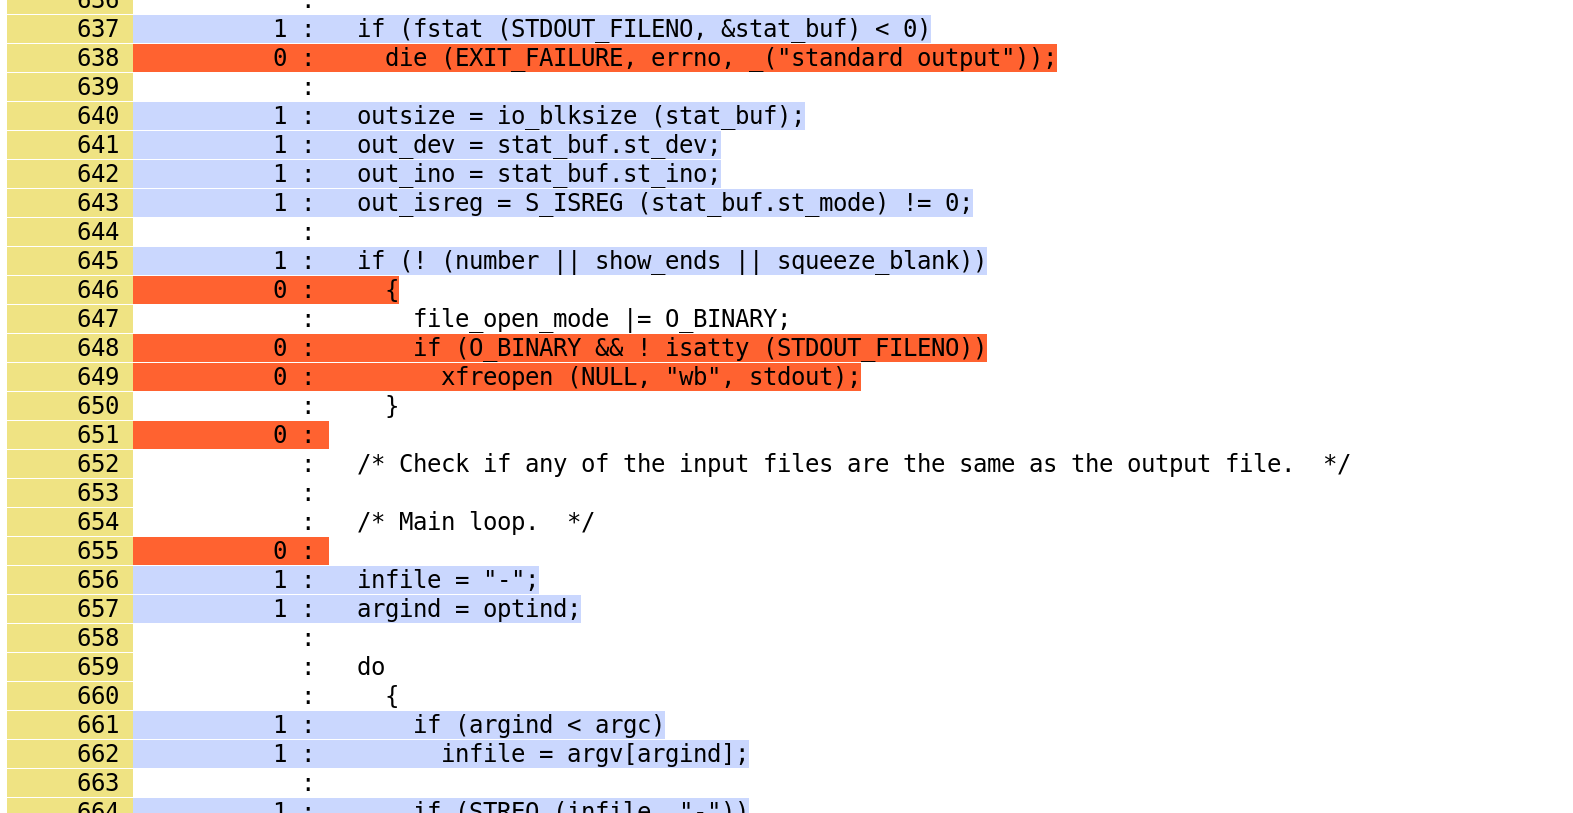 636 :
637 1 : if (fstat (STDOUT_FILENO, &stat_buf) < 0)
638 0 : die (EXIT_FAILURE, errno, _("standard output"));
639 :
640 1 : outsize = io_blksize (stat_buf);
641 1 : out_dev = stat_buf.st_dev;
642 1 : out_ino = stat_buf.st_ino;
643 1 : out_isreg = S_ISREG (stat_buf.st_mode) != 0;
644 :
645 1 : if (! (number || show_ends || squeeze_blank))
646 0 : {
647 : file_open_mode |= O_BINARY;
648 0 : if (O_BINARY && ! isatty (STDOUT_FILENO))
649 0 : xfreopen (NULL, "wb", stdout);
650 : }
651 0 :
652 : /* Check if any of the input files are the same as the output file.  */
653 :
654 : /* Main loop.  */
655 0 :
656 1 : infile = "-";
657 1 : argind = optind;
658 :
659 : do
660 : {
661 1 : if (argind < argc)
662 1 : infile = argv[argind];
663 :
664 1 : if (STREQ (infile, "-"))